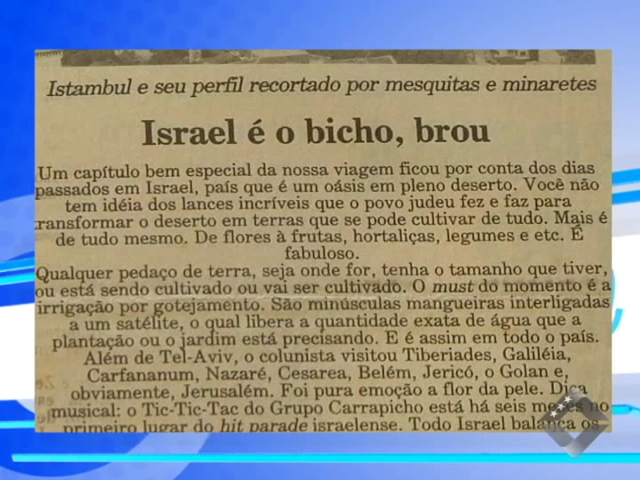 Istambul e seu perfil recortado por mesquitas e minaretes
Israel é o bicho, brou
Um capítulo bem especial da nossa viagem ficou por conta dos dias
passados em Israel, país que é um oásis em pleno deserto. Você não
tem idéia dos lances incríveis que o povo judeu fez e faz para
transformar o deserto em terras que se pode cultivar de tudo. Mais é
de tudo mesmo. De flores à frutas, hortaliças, legumes e etc. É
fabuloso.
Qualquer pedaço de terra, seja onde for, tenha o tamanho que tiver,
ou está sendo cultivado ou vai ser cultivado. O must do momento é a
irrigação por gotejamento. São minúsculas mangueiras interligadas
a um satélite, o qual libera a quantidade exata de água que a
plantação ou o jardim está precisando. E é assim em todo o país.
Além de Tel-Aviv, o colunista visitou Tiberiades, Galiléia,
Carfananum, Nazaré, Cesarea, Belém, Jericó, o Golan e,
obviamente, Jerusalém. Foi pura emoção a flor da pele. Dica
musical: o Tic-Tic-Tac do Grupo Carrapicho está há seis meses no
primeiro lugar do hit parade israelense. Todo Israel balança os